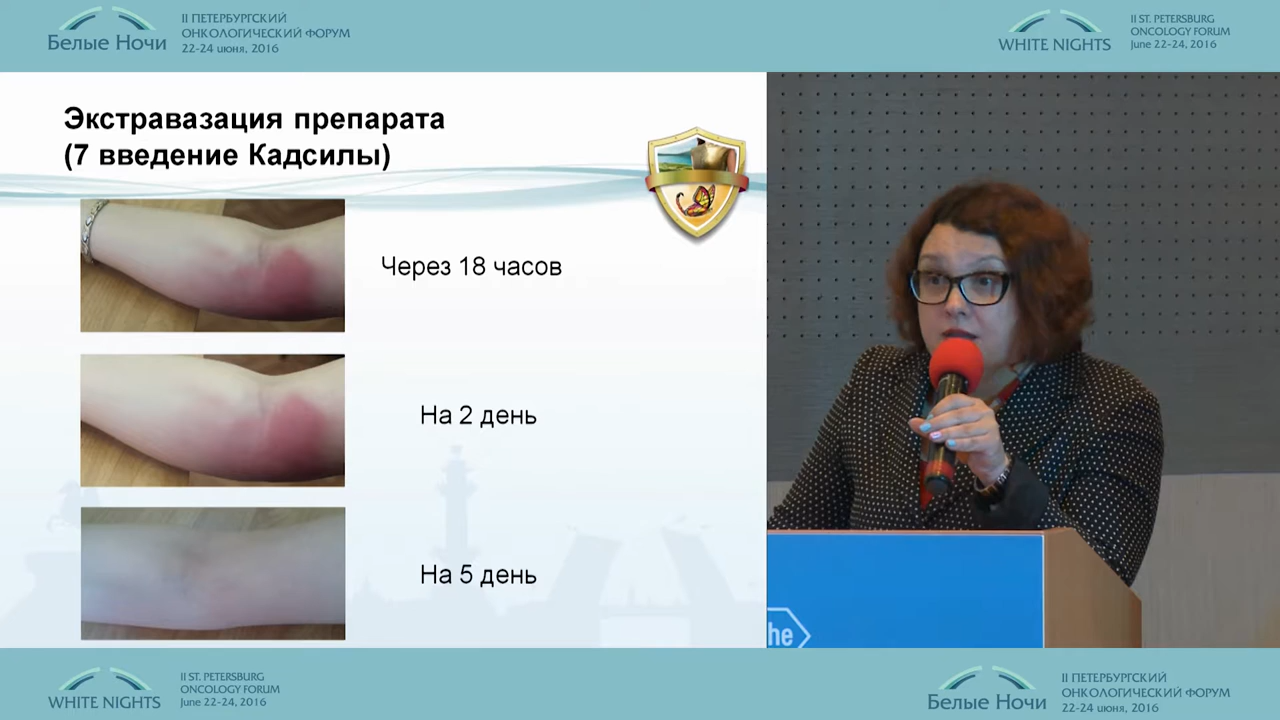 Белые Ночи
II ПЕТЕРБУРГСКИЙ
ОНКОЛОГИЧЕСКИЙ ФОРУМ
22-24 июня, 2016
WHITE NIGHTS
II ST. PETERSBURG
ONCOLOGY FORUM
June 22-24, 2016
Экстравазация препарата
(7 введение Кадсилы)
Через 18 часов
На 2 день
На 5 день
he
WHITE NIGHTS
II ST. PETERSBURG
ONCOLOGY FORUM
June 22-24, 2016
Белые Ночи
II ПЕТЕРБУРГСКИЙ
ОНКОЛОГИЧЕСКИЙ ФОРУМ
22-24 июня, 2016